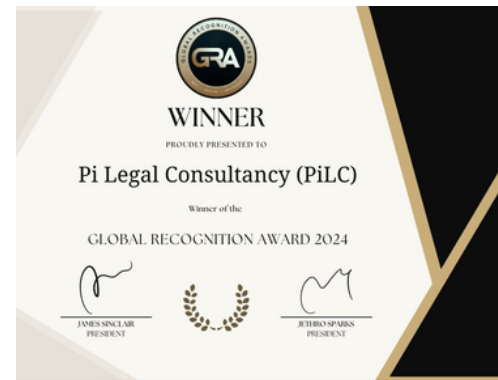 GLOBAL RECOGNITION AWARDS
GRA
WINNER
PROUDLY PRESENTED TO
Pi Legal Consultancy (PiLC)
Winner of the
GLOBAL RECOGNITION AWARD 2024
JAMES SINCLAIR
PRESIDENT
JETHRO SPARKS
PRESIDENT